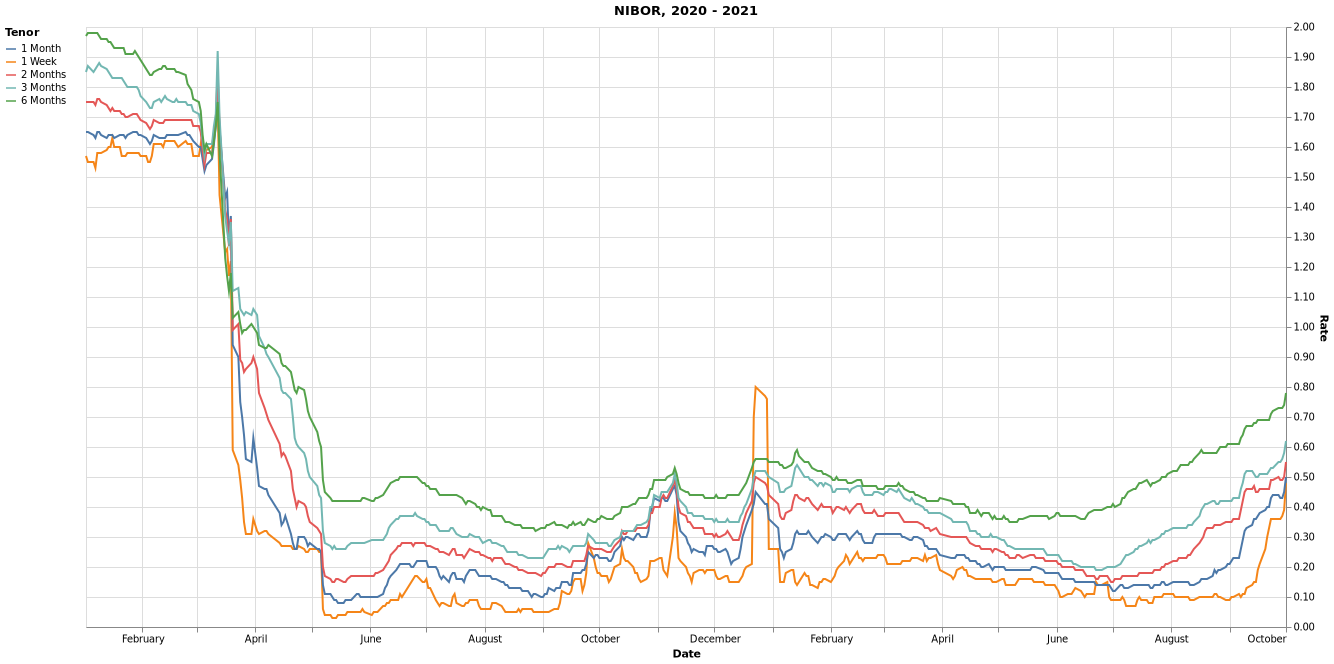 NIBOR, 2020 - 2021
Tenor
1 Month
1 Week
2 Months
3 Months
6 Months
2.00
1.90
1.80
1.70
1.60
1.50
1.40
1.30
1.20
1.10
1.00
0.90
0.80
0.70
0.60
0.50
0.40
0.30
0.20
0.10
0.00
Rate
February April June August October December February April June August October
Date